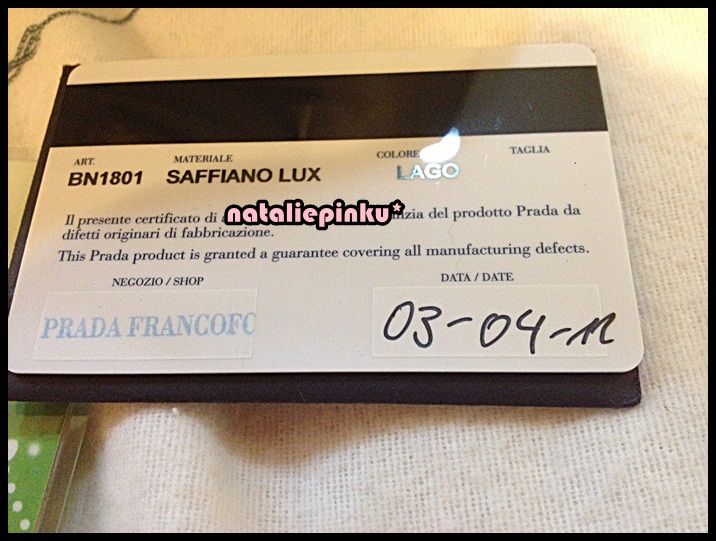 ART. MATERIALE COLORE TAGLIA
BN1801 SAFFIANO LUX LAGO
Il presente certificato di nataliepinku* del prodotto Prada da
difetti originari di fabbricazione.
This Prada product is granted a guarantee covering all manufacturing defects.
NEGOZIO / SHOP DATA / DATE
PRADA FRANCOFO 03-04-12